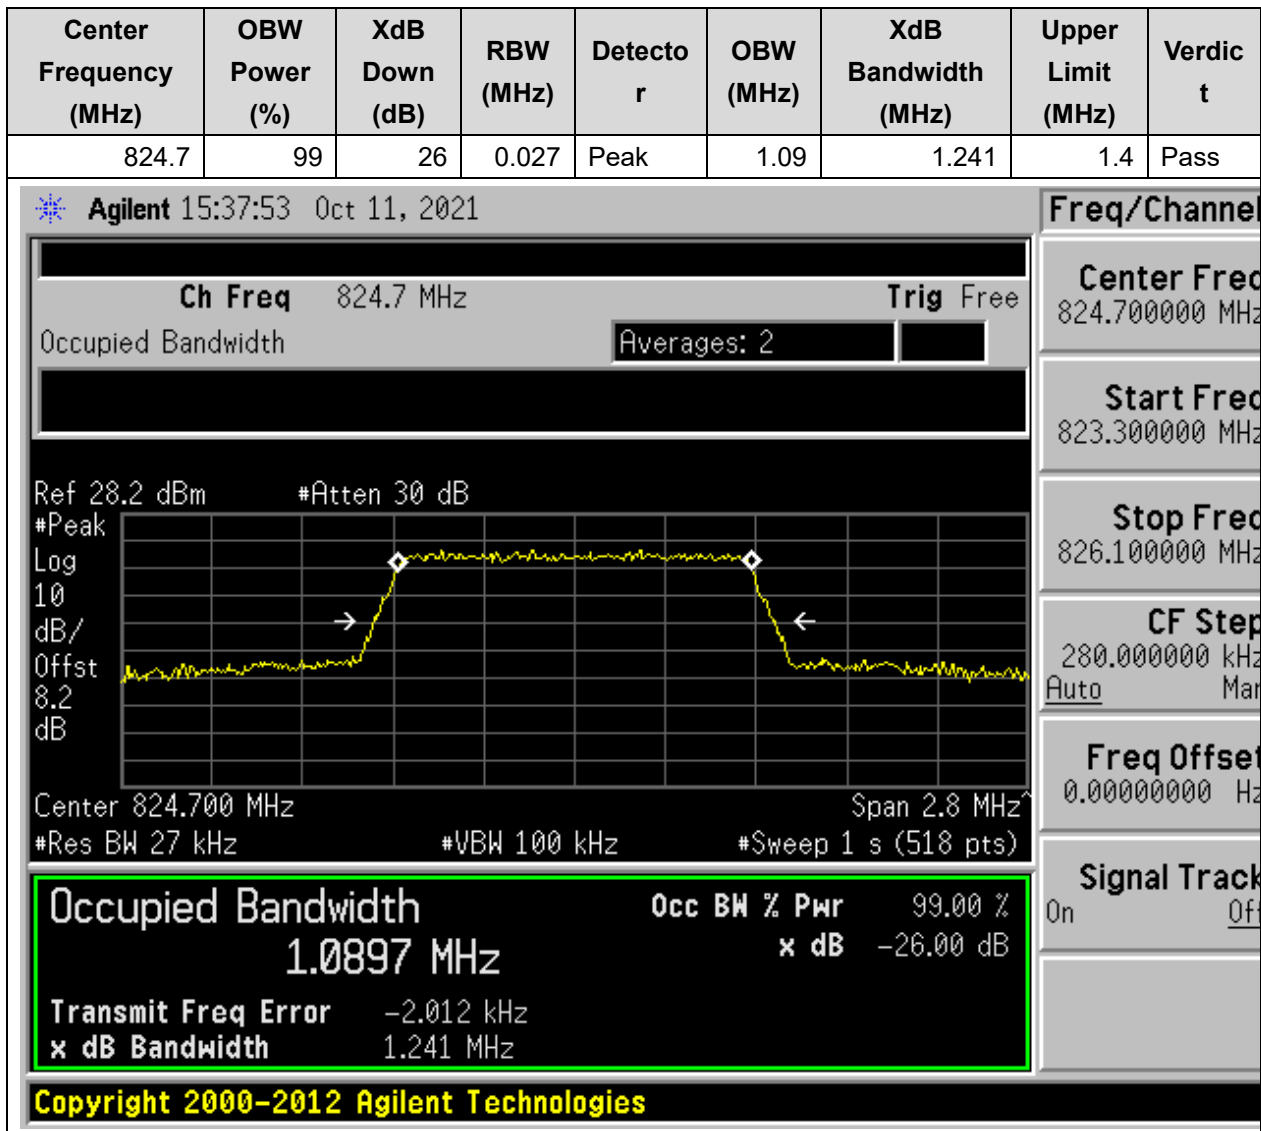 Center Frequency (MHz) OBW Power (%) XdB Down (dB) RBW (MHz) Detector OBW (MHz) XdB Bandwidth (MHz) Upper Limit (MHz) Verdict
824.7 99 26 0.027 Peak 1.09 1.241 1.4 Pass
Agilent 15:37:53 Oct 11, 2021
Ch Freq 824.7 MHz Trig Free
Occupied Bandwidth Averages: 2
Ref 28.2 dBm #Atten 30 dB
#Peak
Log
10
dB/
Offst
8.2
dB
Center 824.700 MHz Span 2.8 MHz^
#Res BW 27 kHz #VBW 100 kHz #Sweep 1 s (518 pts)
Occupied Bandwidth Occ BW % Pwr 99.00 %
1.0897 MHz x dB -26.00 dB
Transmit Freq Error -2.012 kHz
x dB Bandwidth 1.241 MHz
Copyright 2000-2012 Agilent Technologies
Freq/Channel
Center Freq
824.700000 MHz
Start Freq
823.300000 MHz
Stop Freq
826.100000 MHz
CF Step
280.000000 kHz
Auto Man
Freq Offset
0.00000000 Hz
Signal Track
On Off